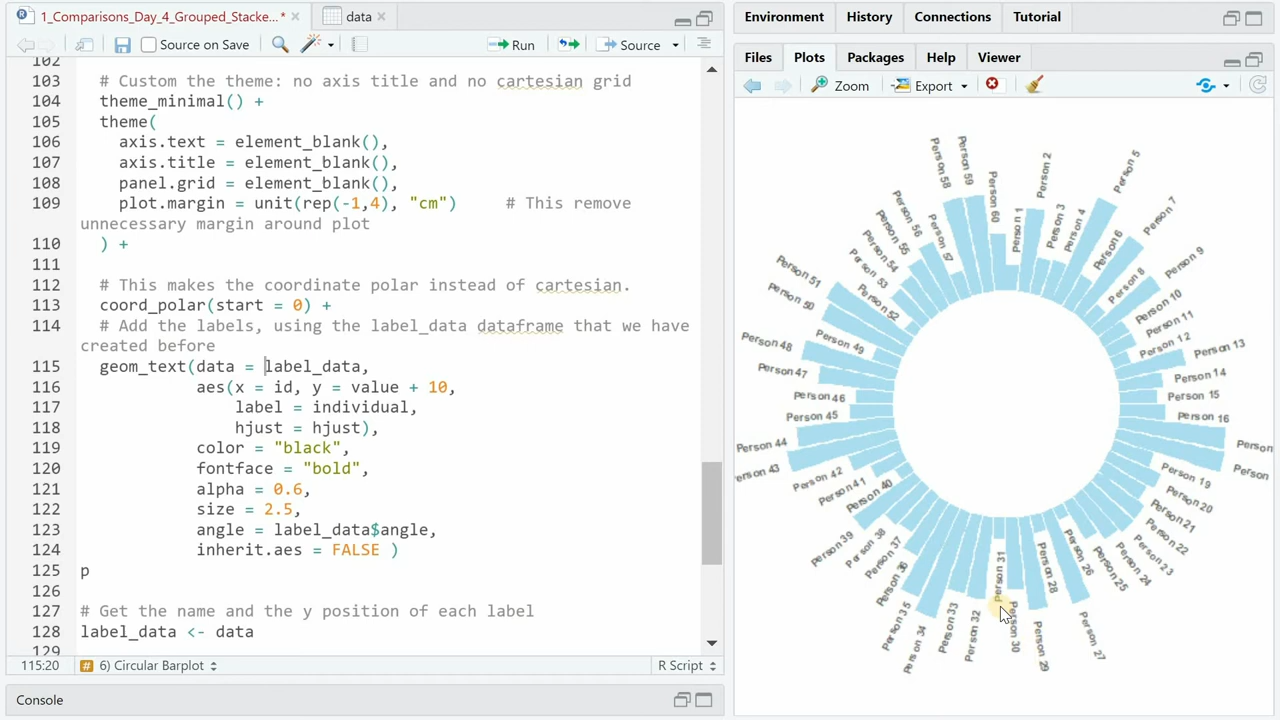 1_Comparisons_Day_4_Grouped_Stacke...* ×
data ×
Source on Save
Run
Source
102
103 # Custom the theme: no axis title and no cartesian grid
104 theme_minimal() +
105 theme(
106 axis.text = element_blank(),
107 axis.title = element_blank(),
108 panel.grid = element_blank(),
109 plot.margin = unit(rep(-1,4), "cm") # This remove
unnecessary margin around plot
110 ) +
111
112 # This makes the coordinate polar instead of cartesian.
113 coord_polar(start = 0) +
114 # Add the labels, using the label_data dataframe that we have
created before
115 geom_text(data = label_data,
116 aes(x = id, y = value + 10,
117 label = individual,
118 hjust = hjust),
119 color = "black",
120 fontface = "bold",
121 alpha = 0.6,
122 size = 2.5,
123 angle = label_data$angle,
124 inherit.aes = FALSE )
125 p
126
127 # Get the name and the y position of each label
128 label_data <- data
129
115:20
# 6) Circular Barplot
R Script
Console
Environment
History
Connections
Tutorial
Files
Plots
Packages
Help
Viewer
Zoom
Export
Person 1
Person 2
Person 3
Person 4
Person 5
Person 6
Person 7
Person 8
Person 9
Person 10
Person 11
Person 12
Person 13
Person 14
Person 15
Person 16
Person
Person
Person 19
Person 20
Person 21
Person 22
Person 23
Person 24
Person 25
Person 26
Person 27
Person 28
Person 29
Person 30
Person 31
Person 32
Person 33
Person 34
Person 35
Person 36
Person 37
Person 38
Person 39
Person 40
Person 41
Person 42
erson 43
Person 44
Person 45
Person 46
Person 47
Person 48
Person 49
Person 50
Person 51
Person 52
Person 53
Person 54
Person 55
Person 56
Person 57
Person 58
Person 59
Person 60